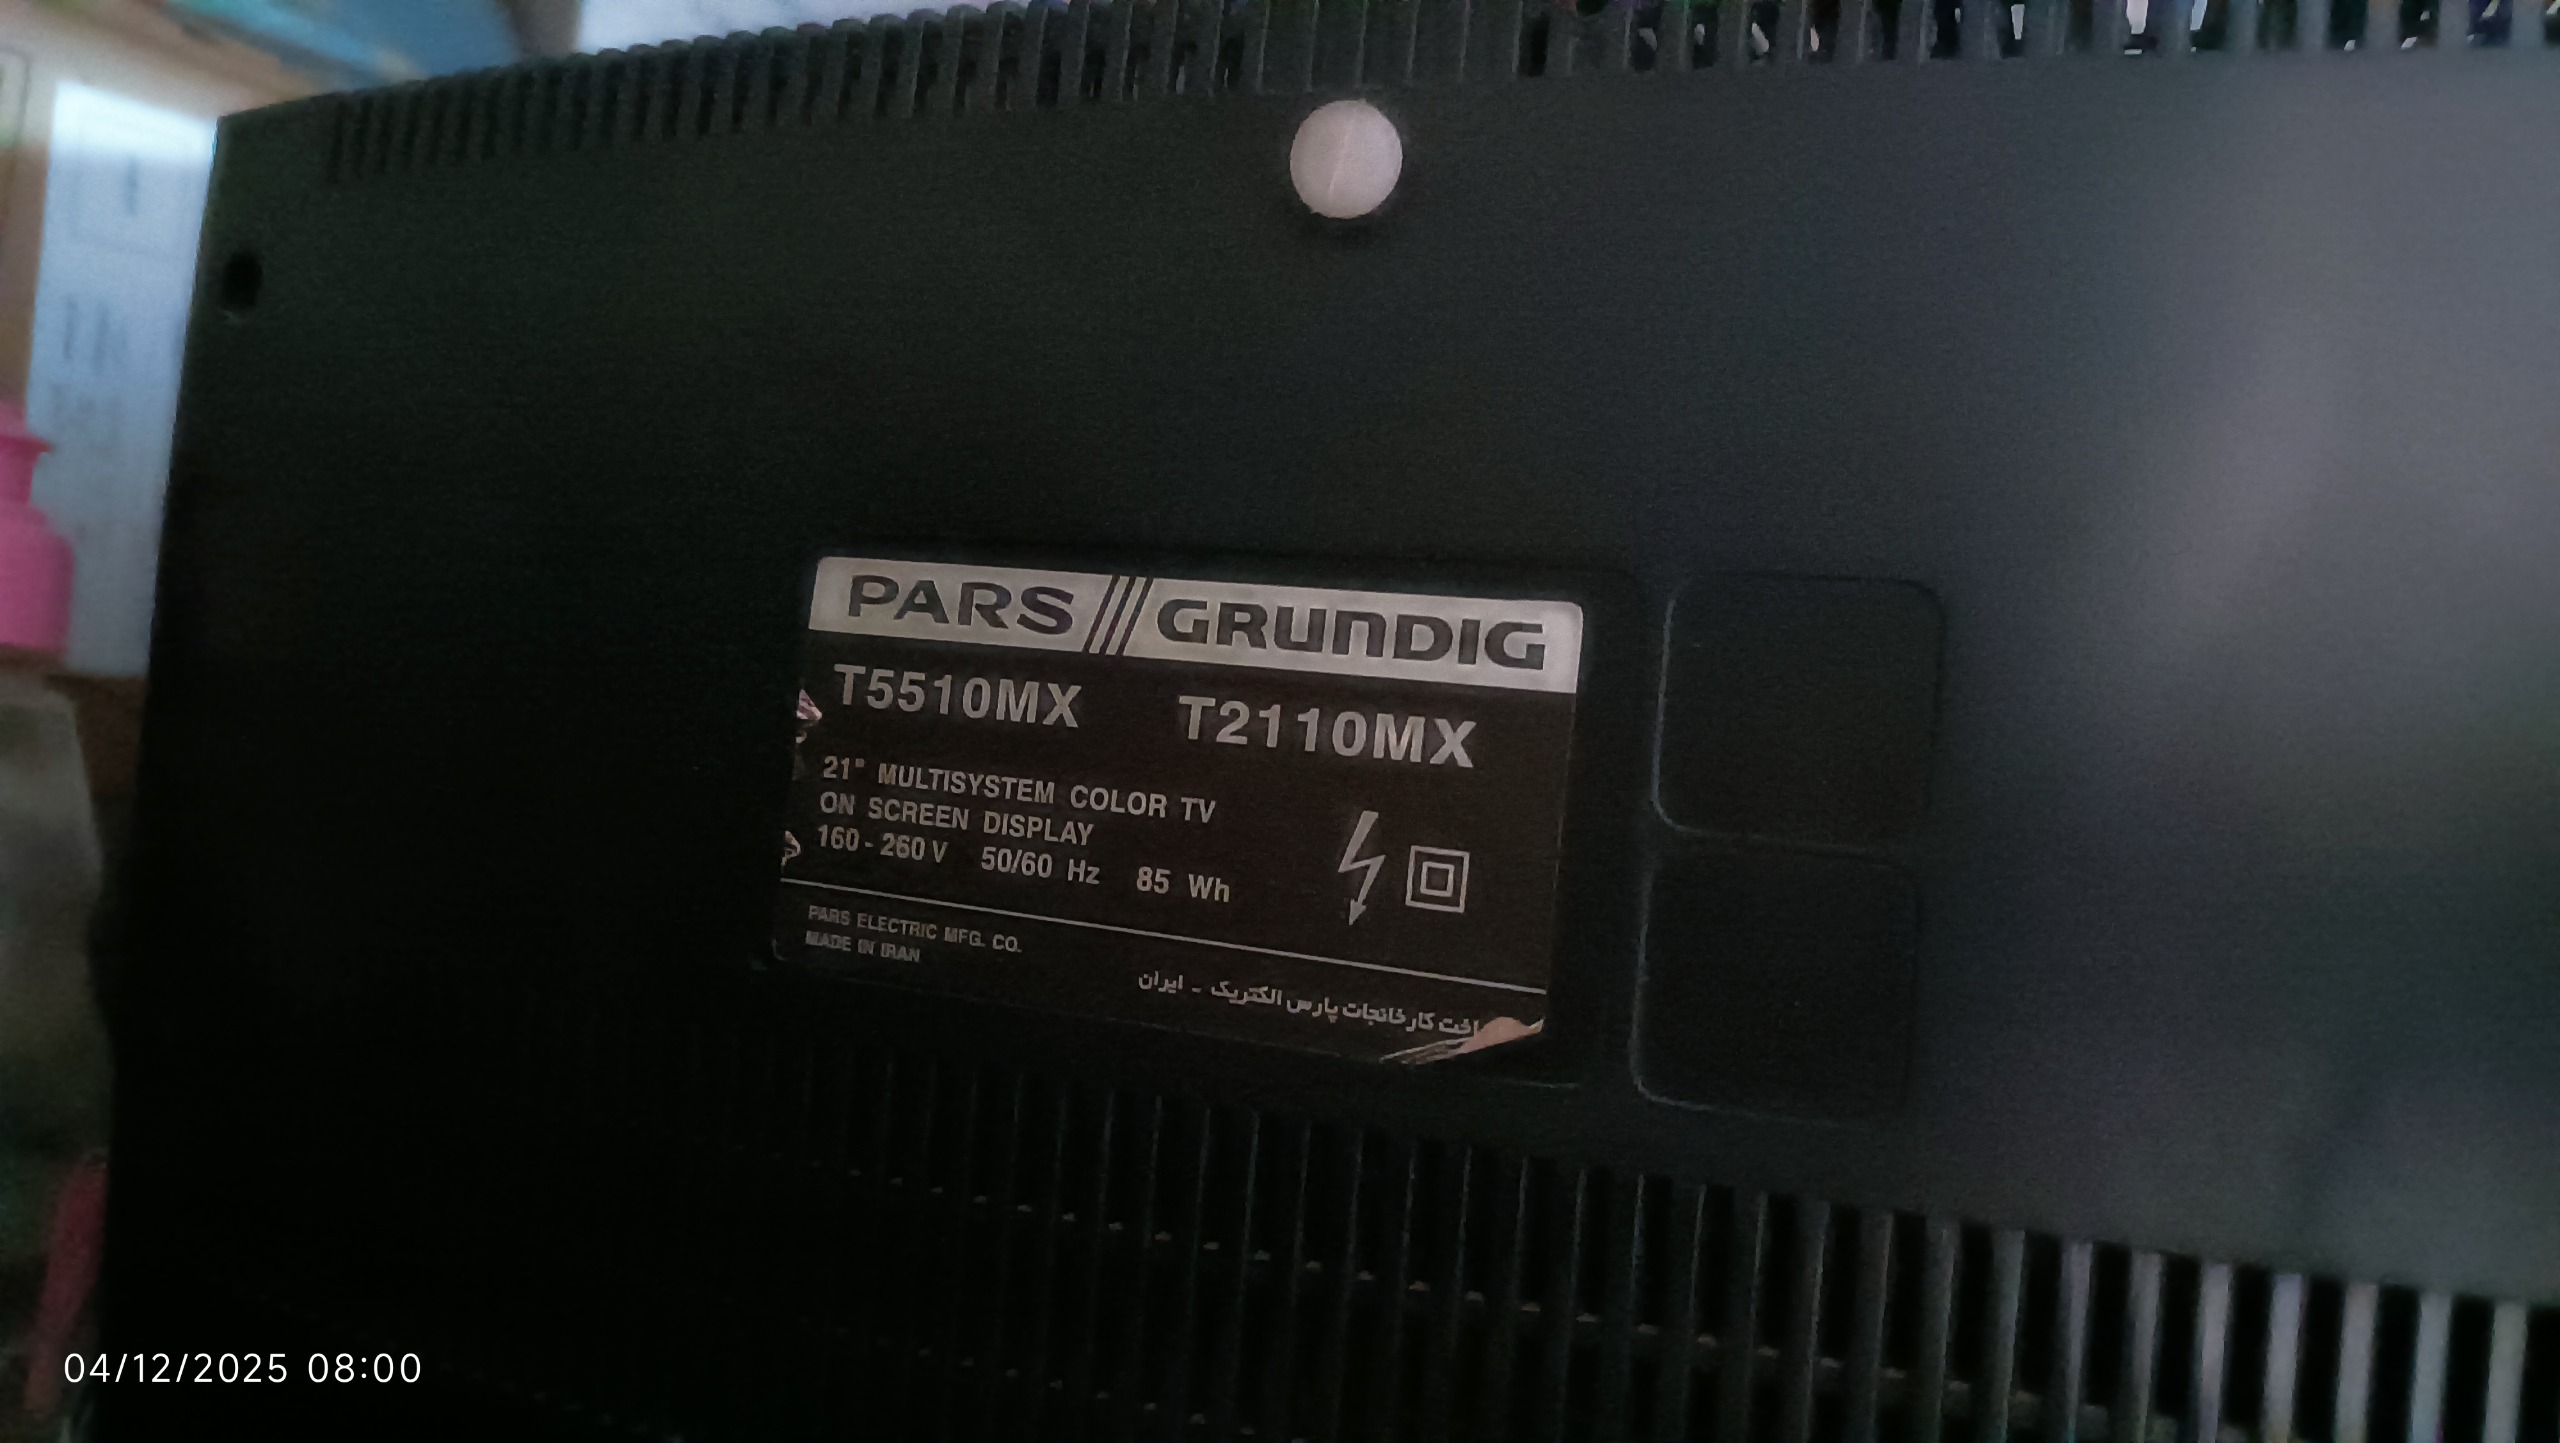 PARS GRUNDIG
T5510MX T2110MX
21" MULTISYSTEM COLOR TV
ON SCREEN DISPLAY
160-260 V 50/60 Hz 85 Wh
PARS ELECTRIC MFG. CO.
MADE IN IRAN
اخت کارخانجات پارس الکتریک - ایران
04/12/2025 08:00